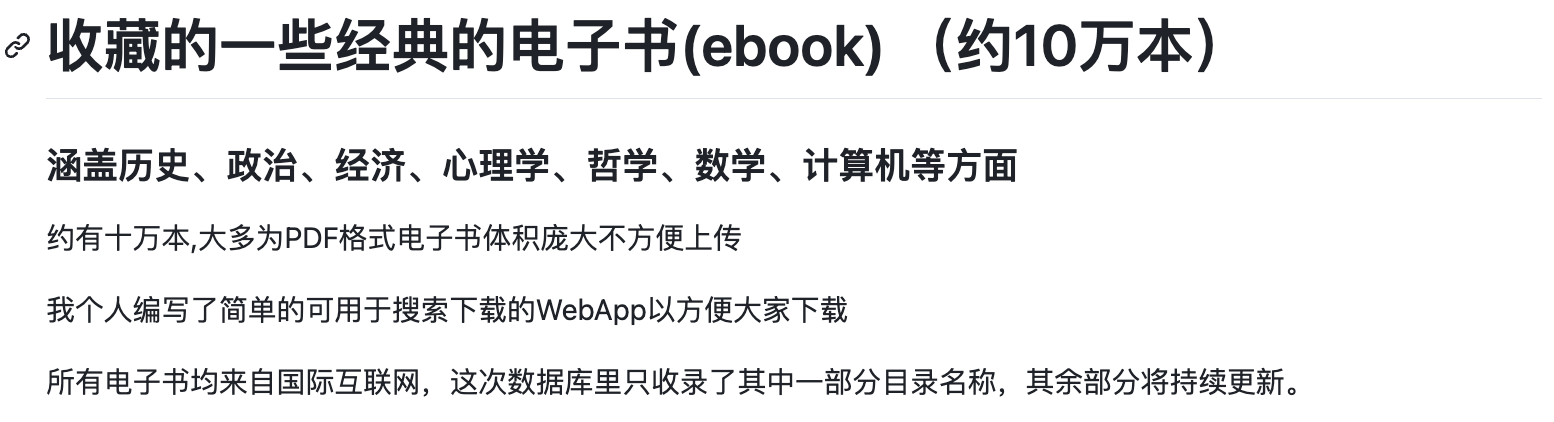 收藏的一些经典的电子书(ebook) （约10万本）
涵盖历史、政治、经济、心理学、哲学、数学、计算机等方面
约有十万本,大多为PDF格式电子书体积庞大不方便上传
我个人编写了简单的可用于搜索下载的WebApp以方便大家下载
所有电子书均来自国际互联网，这次数据库里只收录了其中一部分目录名称，其余部分将持续更新。